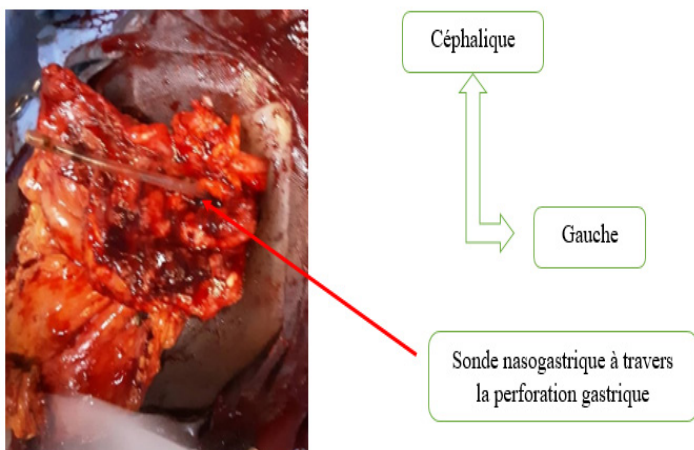 Céphalique
Gauche
Sonde nasogastrique à travers
la perforation gastrique